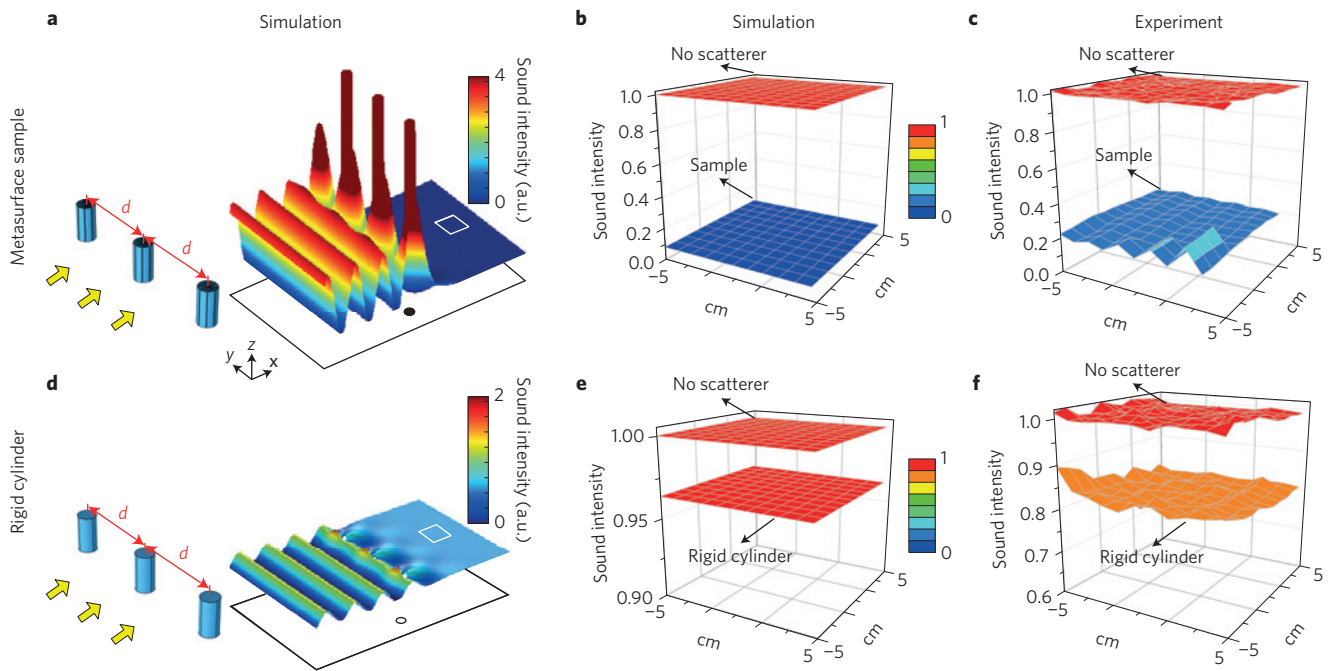 Simulation
Simulation
Experiment
a
b
c
Metasurface sample
d
d
y
z
x
4
0
Sound intensity (a.u.)
No scatterer
Sample
1.0
0.8
0.6
0.4
0.2
0.0
Sound intensity
−5
cm
5
−5
cm
5
1
0
No scatterer
Sample
1.0
0.8
0.6
0.4
0.2
0.0
Sound intensity
−5
cm
5
−5
cm
5
d
e
f
Rigid cylinder
d
d
2
0
Sound intensity (a.u.)
No scatterer
Rigid cylinder
1.00
0.95
0.90
Sound intensity
−5
cm
5
−5
cm
5
1
0
No scatterer
Rigid cylinder
1.0
0.9
0.8
0.7
0.6
Sound intensity
−5
cm
5
−5
cm
5